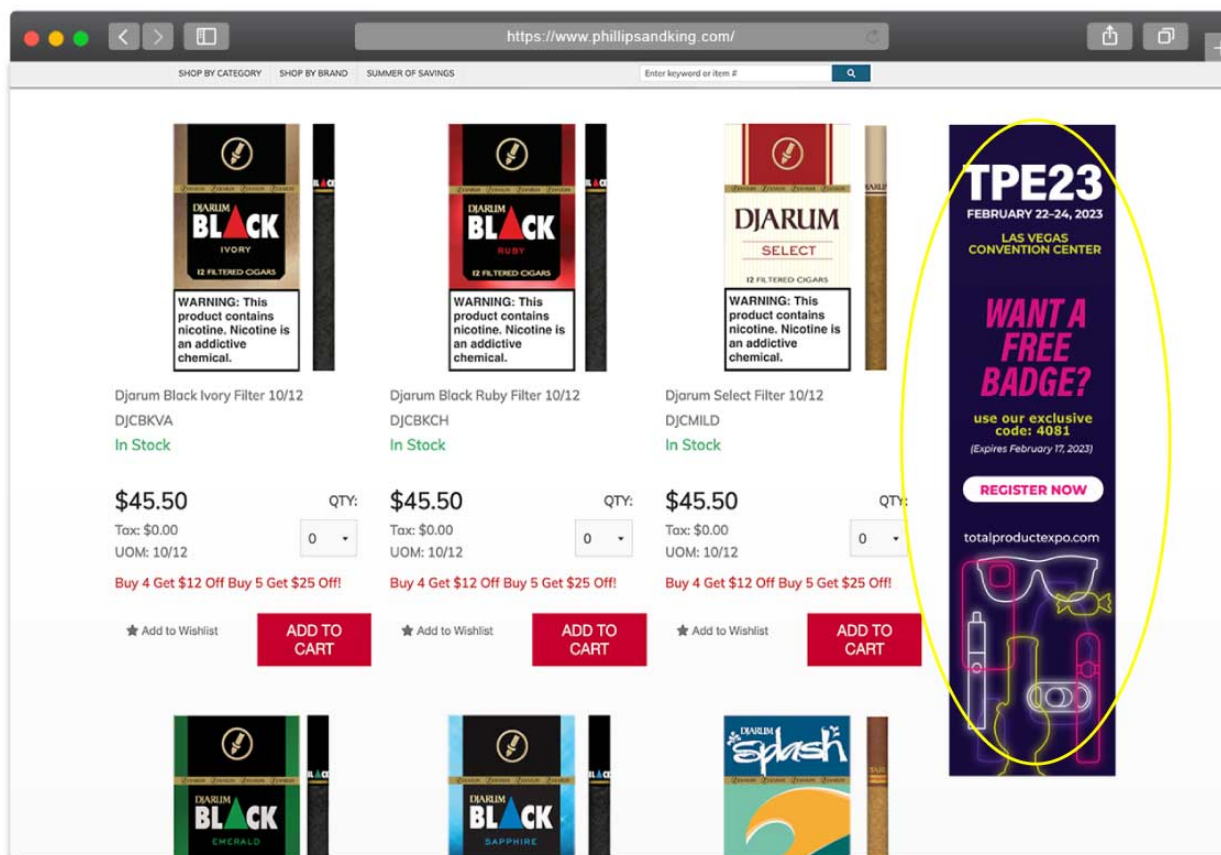 https://www.phillipsandking.com/
SHOP BY CATEGORY SHOP BY BRAND SUMMER OF SAVINGS Enter keyword or item #
DJARUM
BLACK
IVORY
12 FILTERED CIGARS
WARNING: This
product contains
nicotine. Nicotine is
an addictive
chemical.
BLACK
Djarum Black Ivory Filter 10/12
DJCBKVA
In Stock
$45.50 QTY:
Tax: $0.00
0
UOM: 10/12
Buy 4 Get $12 Off Buy 5 Get $25 Off!
Add to Wishlist
ADD TO
CART
DJARUM
BLACK
RUBY
12 FILTERED CIGARS
WARNING: This
product contains
nicotine. Nicotine is
an addictive
chemical.
BLACK
Djarum Black Ruby Filter 10/12
DJCBKCH
In Stock
$45.50 QTY:
Tax: $0.00
0
UOM: 10/12
Buy 4 Get $12 Off Buy 5 Get $25 Off!
Add to Wishlist
ADD TO
CART
DJARUM
SELECT
12 FILTERED CIGARS
WARNING: This
product contains
nicotine. Nicotine is
an addictive
chemical.
Djarum Select Filter 10/12
DJCMILD
In Stock
$45.50 QTY:
Tax: $0.00
0
UOM: 10/12
Buy 4 Get $12 Off Buy 5 Get $25 Off!
Add to Wishlist
ADD TO
CART
TPE23
FEBRUARY 22-24, 2023
LAS VEGAS
CONVENTION CENTER
WANT A
FREE
BADGE?
use our exclusive
code: 4081
(Expires February 17, 2023)
REGISTER NOW
totalproductexpo.com
DJARUM
BLACK
EMERALD
BLACK
DJARUM
BLACK
SAPPHIRE
BLACK
DJARUM
splash